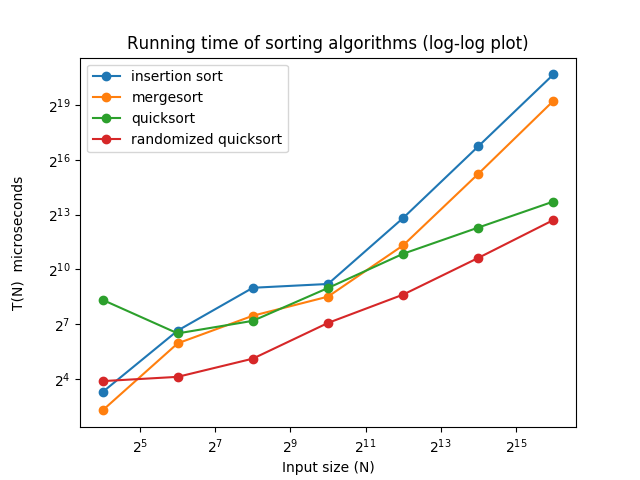 Running time of sorting algorithms (log-log plot)
insertion sort
mergesort
quicksort
randomized quicksort
2^19
2^16
2^13
2^10
2^7
2^4
T(N)   microseconds
2^5
2^7
2^9
2^11
2^13
2^15
Input size (N)